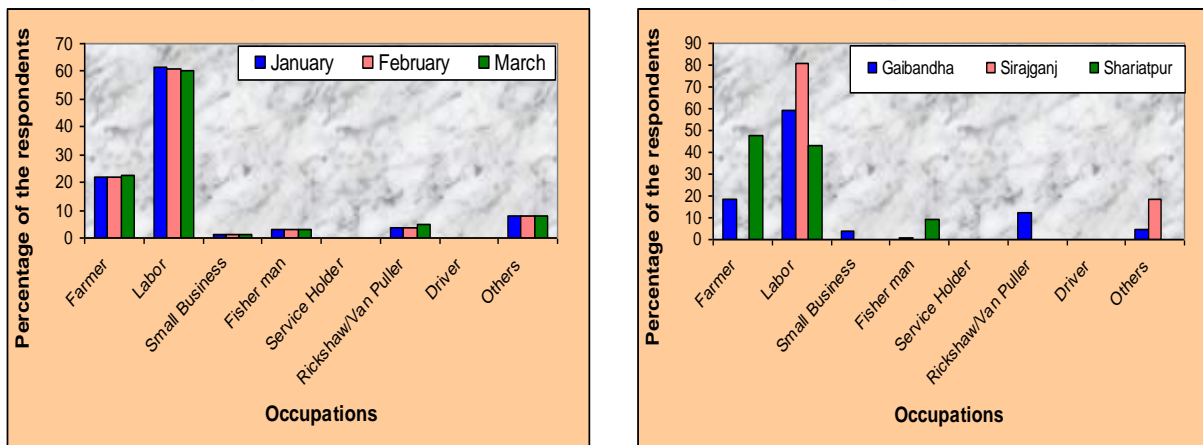 Percentage of the respondents
70
60
50
40
30
20
10
0
January February March
Farmer
Labor
Small Business
Fisher man
Service Holder
Rickshaw/Van Puller
Driver
Others
Occupations
Percentage of the respondents
90
80
70
60
50
40
30
20
10
0
Gaibandha Sirajganj Shariatpur
Farmer
Labor
Small Business
Fisher man
Service Holder
Rickshaw/Van Puller
Driver
Others
Occupations